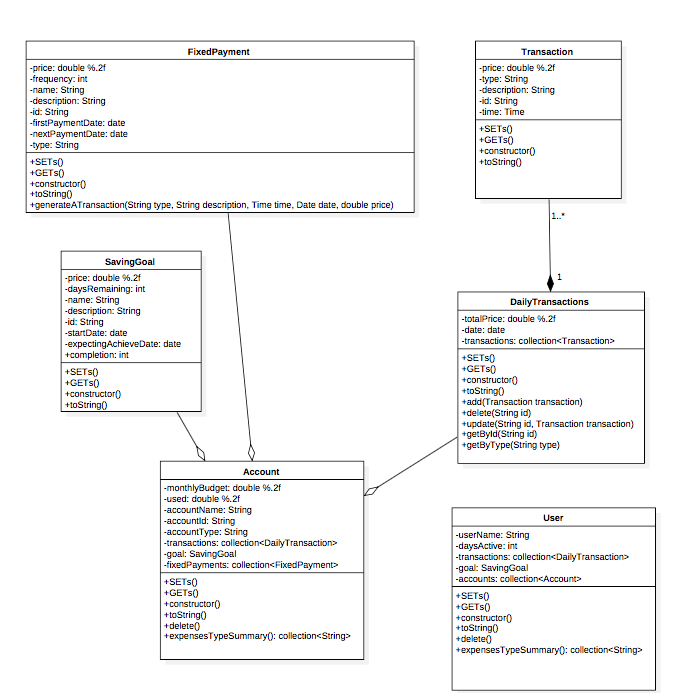 FixedPayment
-price: double %.2f
-frequency: int
-name: String
-description: String
-id: String
-firstPaymentDate: date
-nextPaymentDate: date
-type: String
+SETs()
+GETs()
+constructor()
+toString()
+generateATransaction(String type, String description, Time time, Date date, double price)
Transaction
-price: double %.2f
-type: String
-description: String
-id: String
-time: Time
+SETs()
+GETs()
+constructor()
+toString()
1..*
1
SavingGoal
-price: double %.2f
-daysRemaining: int
-name: String
-description: String
-id: String
-startDate: date
-expectingAchieveDate: date
+completion: int
+SETs()
+GETs()
+constructor()
+toString()
DailyTransactions
-totalPrice: double %.2f
-date: date
-transactions: collection<Transaction>
+SETs()
+GETs()
+constructor()
+toString()
+add(Transaction transaction)
+delete(String id)
+update(String id, Transaction transaction)
+getById(String id)
+getByType(String type)
Account
-monthlyBudget: double %.2f
-used: double %.2f
-accountName: String
-accountId: String
-accountType: String
-transactions: collection<DailyTransaction>
-goal: SavingGoal
-fixedPayments: collection<FixedPayment>
+SETs()
+GETs()
+constructor()
+toString()
+delete()
+expensesTypeSummary(): collection<String>
User
-userName: String
-daysActive: int
-transactions: collection<DailyTransaction>
-goal: SavingGoal
-accounts: collection<Account>
+SETs()
+GETs()
+constructor()
+toString()
+delete()
+expensesTypeSummary(): collection<String>